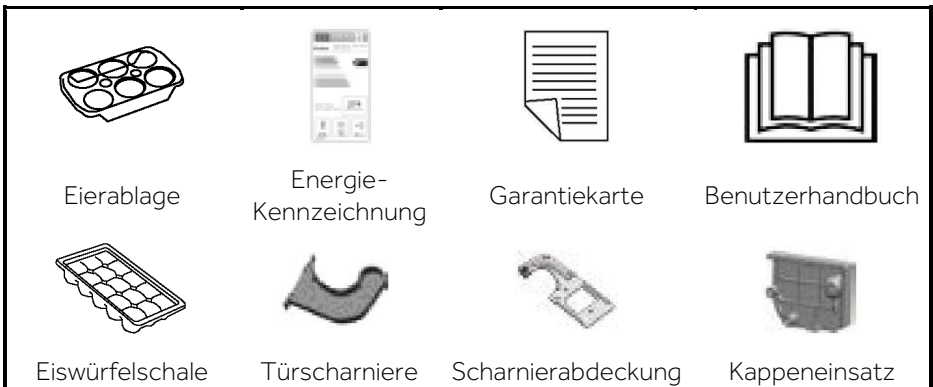 Eierablage
Energie-
Kennzeichnung
Garantiekarte
Benutzerhandbuch
Eiswürfelschale
Türscharniere
Scharnierabdeckung
Kappeneinsatz